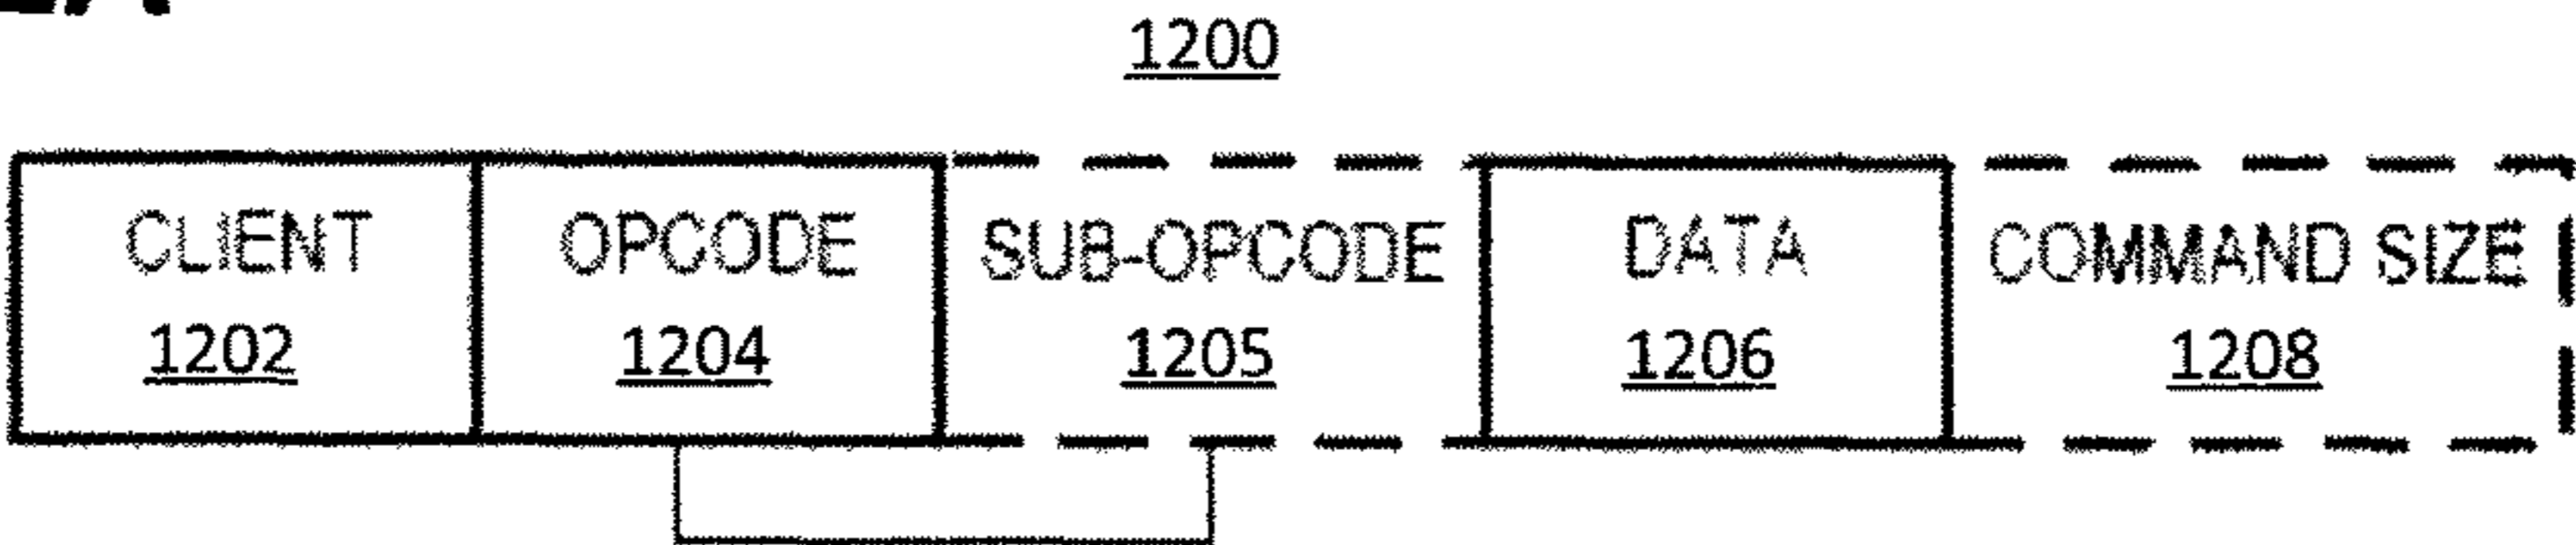 1200
CLIENT OPCODE SUB-OPCODE DATA COMMAND SIZE
1202 1204 1205 1206 1208